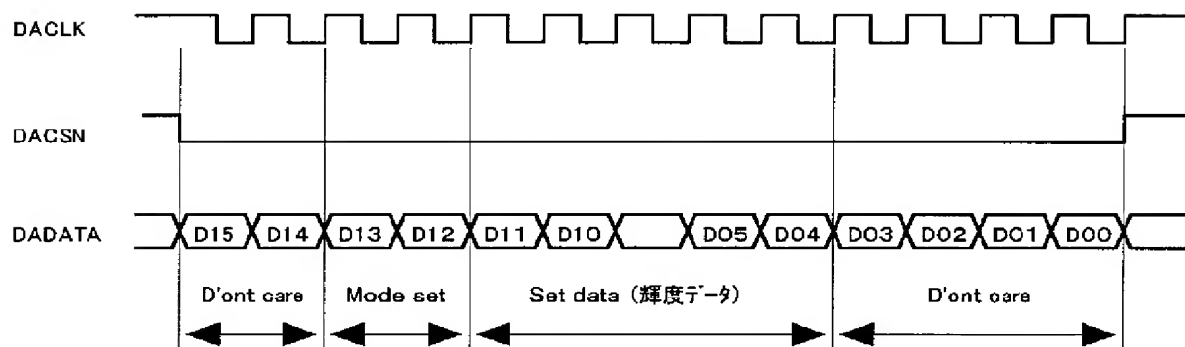 DACLK
DACSN
DADATA D15 D14 D13 D12 D11 D10 D05 D04 D03 D02 D01 D00
D'ont care Mode set Set data (輝度データ) D'ont care